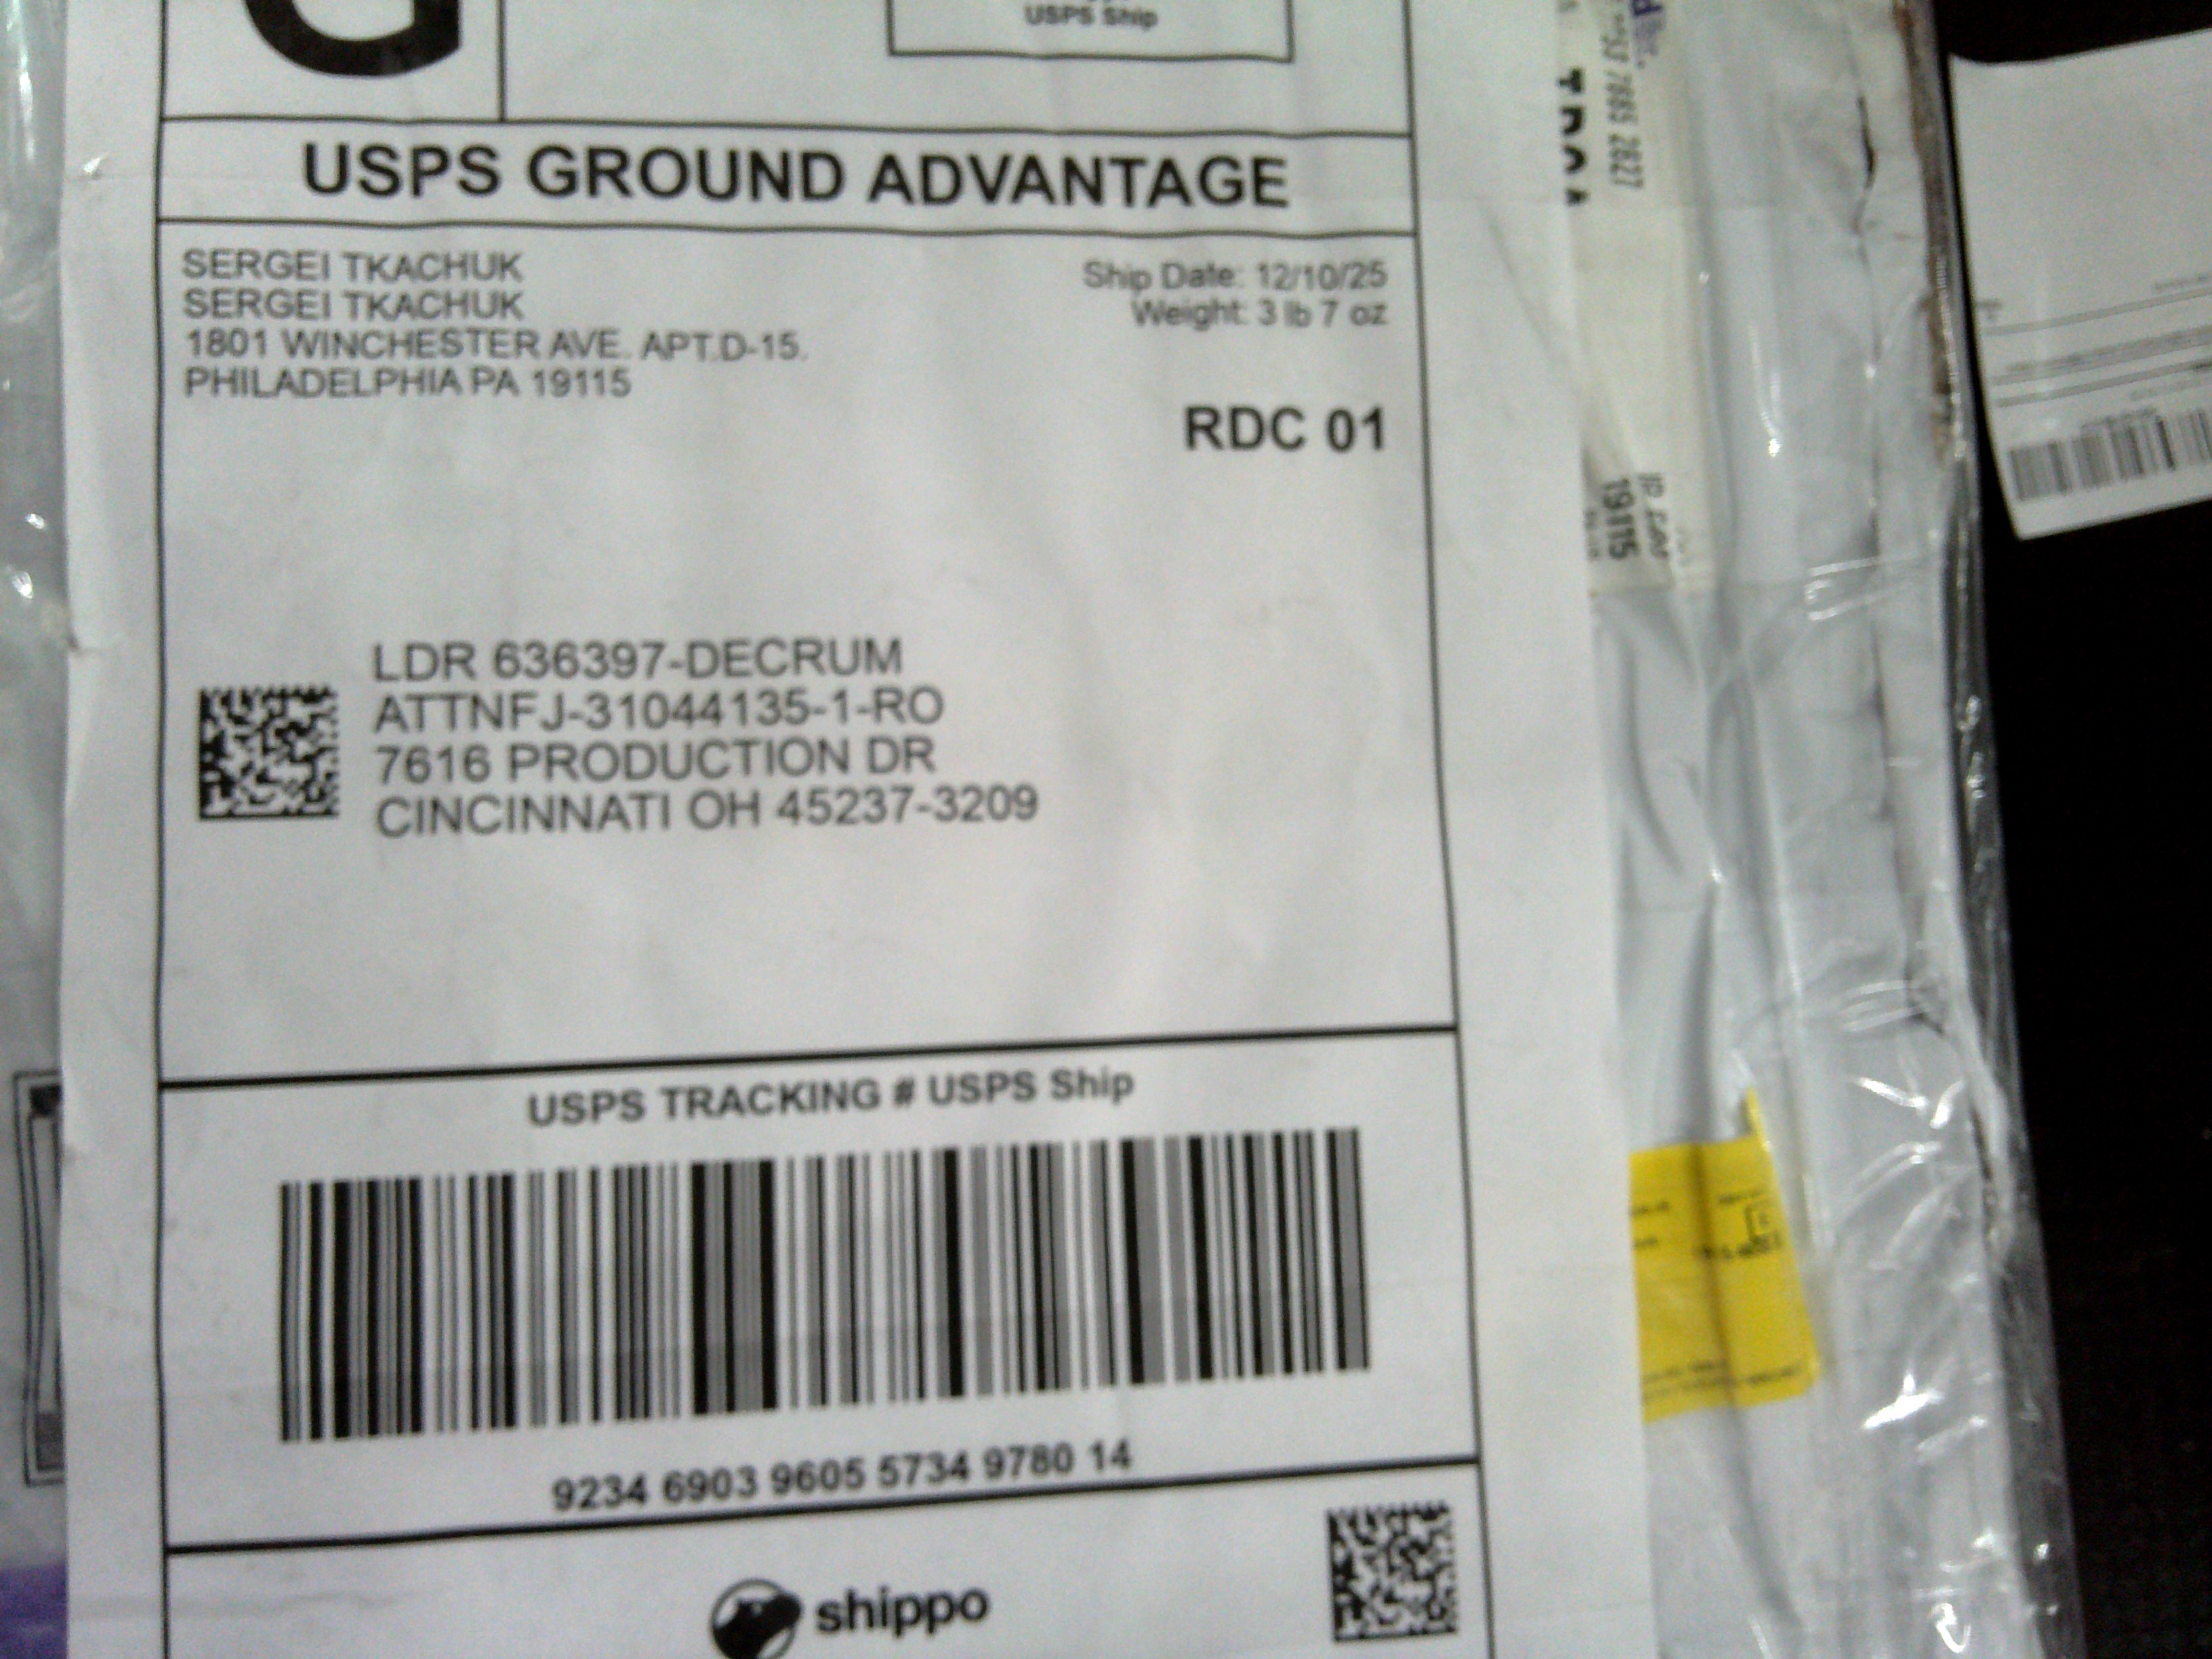 G
USPS Ship
USPS GROUND ADVANTAGE
SERGEI TKACHUK
SERGEI TKACHUK
1801 WINCHESTER AVE. APT.D-15.
PHILADELPHIA PA 19115
Ship Date: 12/10/25
Weight: 3 lb 7 oz
RDC 01
LDR 636397-DECRUM
ATTNFJ-31044135-1-RO
7616 PRODUCTION DR
CINCINNATI OH 45237-3209
USPS TRACKING # USPS Ship
9234 6903 9605 5734 9780 14
shippo
7885 2827
19115